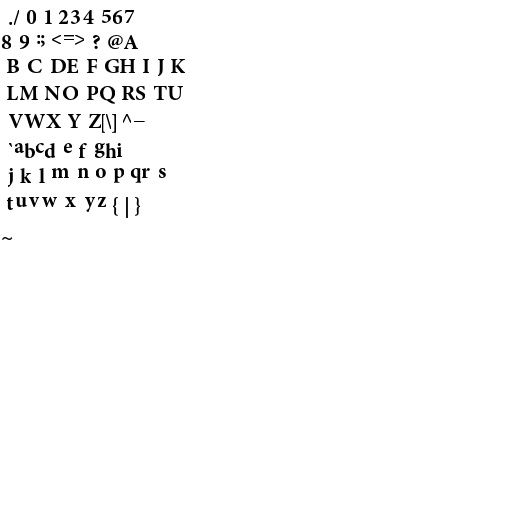 ./ 0 1 2 3 4 5 6 7
8 9 :; <=> ? @A
B C DE F GH I J K
LM NO PQ RS TU
VWX Y Z[\] ^–
`abcd e f ghi
j k l m n o p qr s
tuvw x yz { | }
~